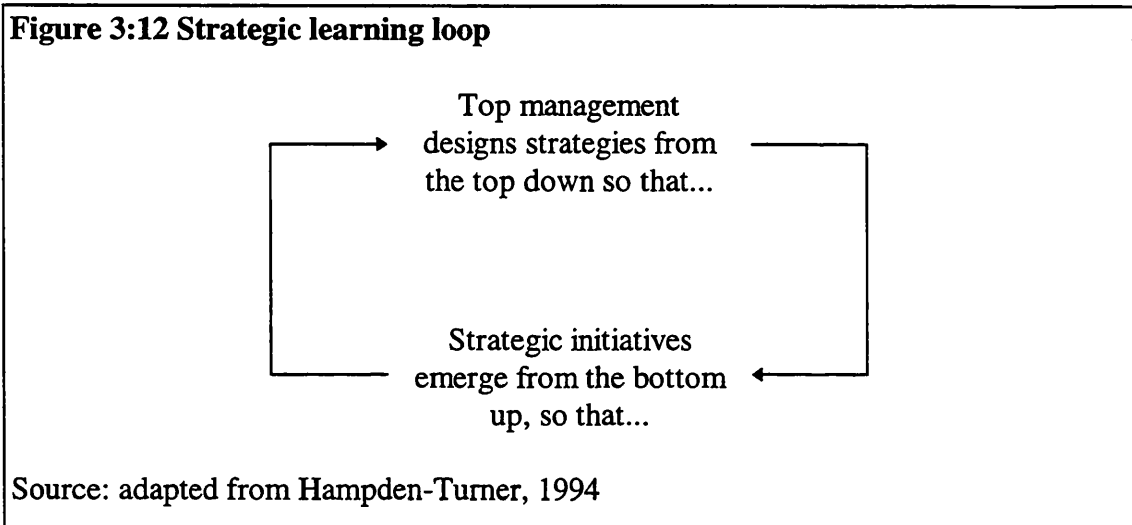 Figure 3:12 Strategic learning loop
Top management
designs strategies from
the top down so that...
Strategic initiatives
emerge from the bottom
up, so that...
Source: adapted from Hampden-Turner, 1994